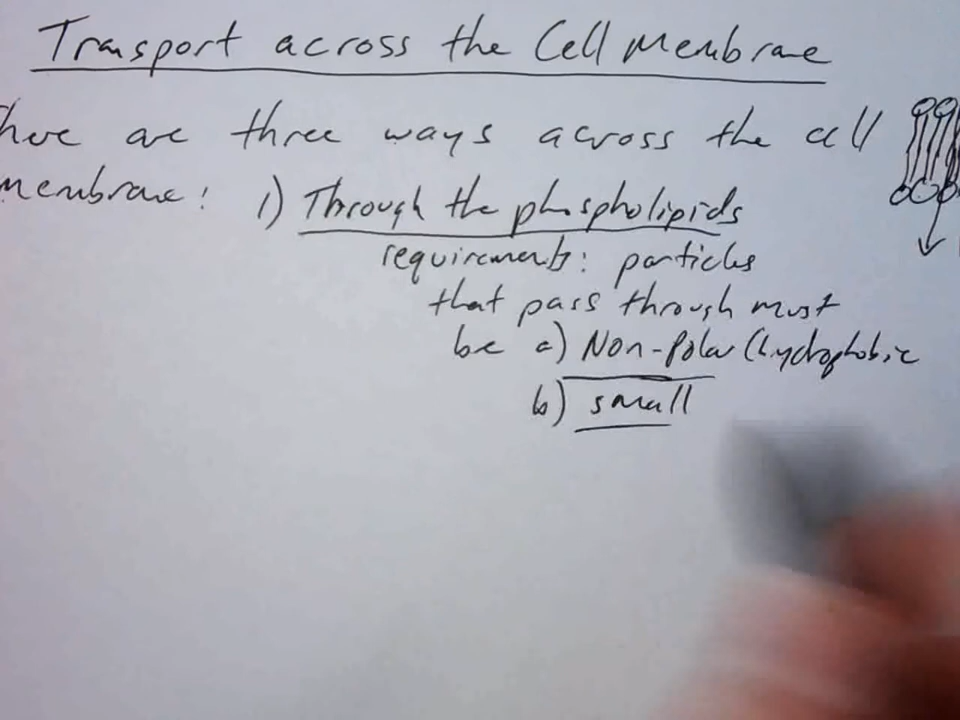 Transport across the Cell Membrane
There are three ways across the cell
membrane: 1) Through the phospholipids
requirements: particles
that pass through must
be a) Non-Polar (hydrophobic
b) small